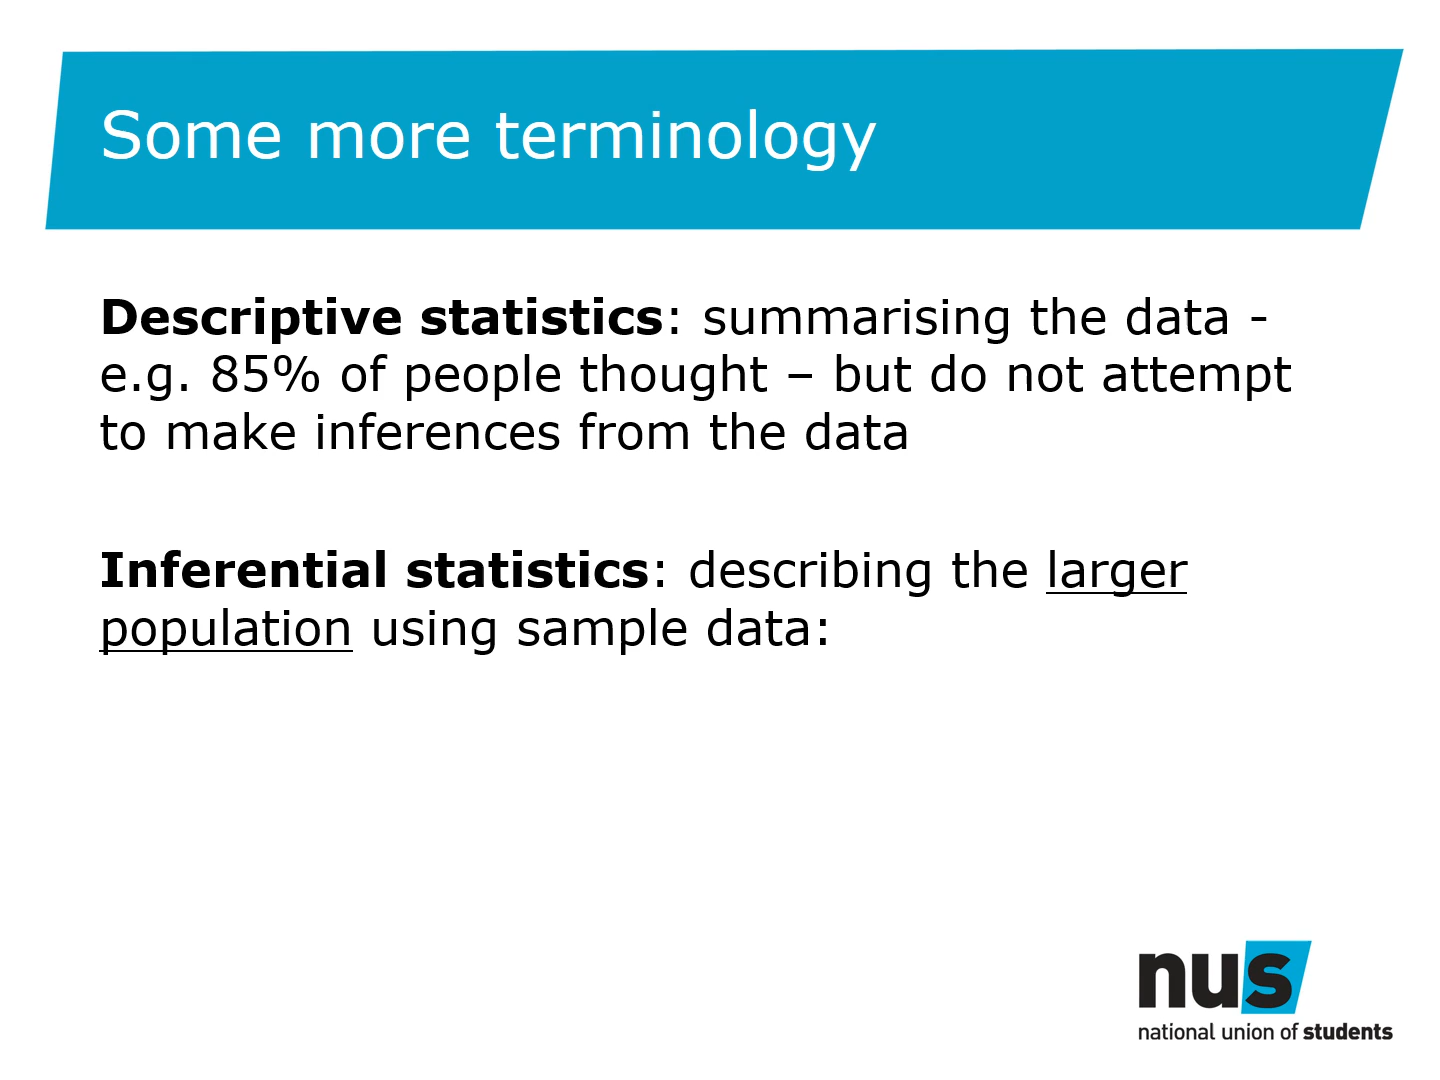 Some more terminology
Descriptive statistics: summarising the data -
e.g. 85% of people thought – but do not attempt
to make inferences from the data
Inferential statistics: describing the larger
population using sample data:
nus
national union of students